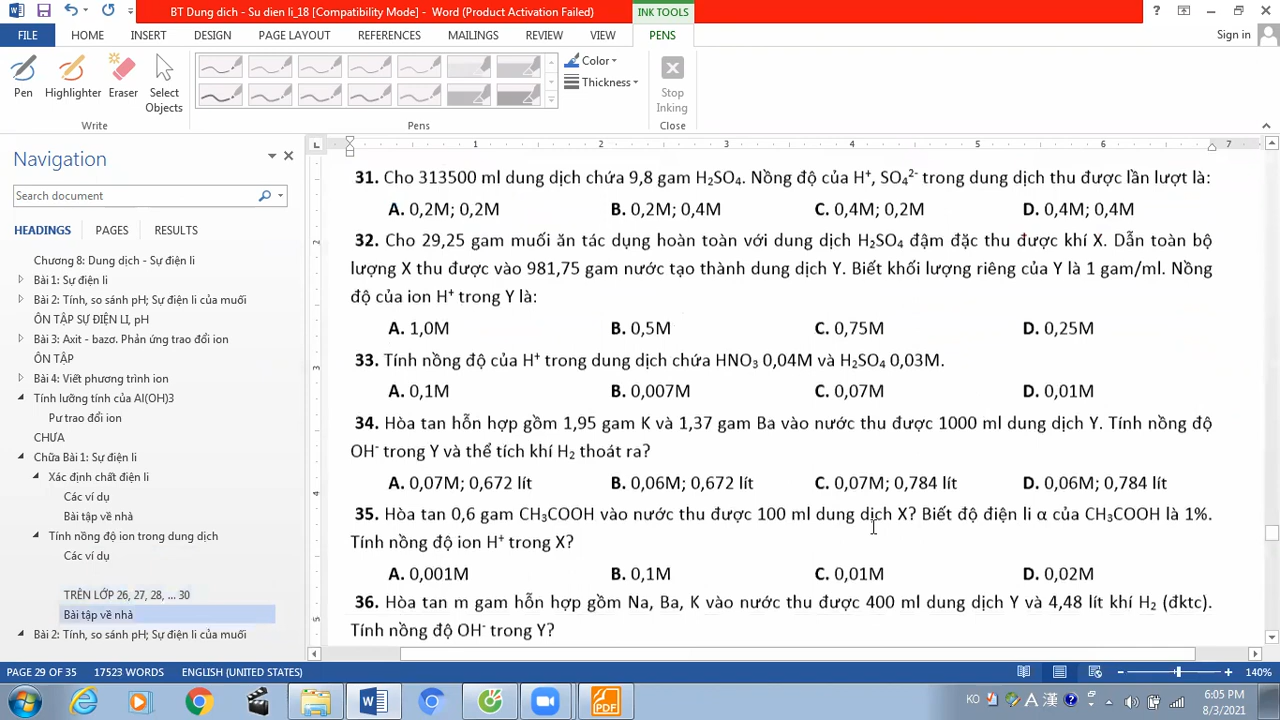 BT Dung dich - Su dien li_18 [Compatibility Mode] - Word (Product Activation Failed)
INK TOOLS
?
FILE HOME INSERT DESIGN PAGE LAYOUT REFERENCES MAILINGS REVIEW VIEW PENS
Sign in
Pen Highlighter Eraser Select Objects
Color
Thickness
Stop Inking
Write Pens Close
Navigation
Search document
HEADINGS PAGES RESULTS
Chương 8: Dung dịch - Sự điện li
Bài 1: Sự điện li
Bài 2: Tính, so sánh pH; Sự điện li của muối
ÔN TẬP SỰ ĐIỆN LI, pH
Bài 3: Axit - bazơ. Phản ứng trao đổi ion
ÔN TẬP
Bài 4: Viết phương trình ion
Tính lưỡng tính của Al(OH)3
Pư trao đổi ion
CHƯA
Chữa Bài 1: Sự điện li
Xác định chất điện li
Các ví dụ
Bài tập về nhà
Tính nồng độ ion trong dung dịch
Các ví dụ
TRÊN LỚP 26, 27, 28, ... 30
Bài tập về nhà
Bài 2: Tính, so sánh pH; Sự điện li của muối
1 2 3 4 5 6 7
31. Cho 313500 ml dung dịch chứa 9,8 gam H₂SO₄. Nồng độ của H⁺, SO₄²⁻ trong dung dịch thu được lần lượt là:
A. 0,2M; 0,2M B. 0,2M; 0,4M C. 0,4M; 0,2M D. 0,4M; 0,4M
32. Cho 29,25 gam muối ăn tác dụng hoàn toàn với dung dịch H₂SO₄ đậm đặc thu được khí X. Dẫn toàn bộ
lượng X thu được vào 981,75 gam nước tạo thành dung dịch Y. Biết khối lượng riêng của Y là 1 gam/ml. Nồng
độ của ion H⁺ trong Y là:
A. 1,0M B. 0,5M C. 0,75M D. 0,25M
33. Tính nồng độ của H⁺ trong dung dịch chứa HNO₃ 0,04M và H₂SO₄ 0,03M.
A. 0,1M B. 0,007M C. 0,07M D. 0,01M
34. Hòa tan hỗn hợp gồm 1,95 gam K và 1,37 gam Ba vào nước thu được 1000 ml dung dịch Y. Tính nồng độ
OH⁻ trong Y và thể tích khí H₂ thoát ra?
A. 0,07M; 0,672 lít B. 0,06M; 0,672 lít C. 0,07M; 0,784 lít D. 0,06M; 0,784 lít
35. Hòa tan 0,6 gam CH₃COOH vào nước thu được 100 ml dung dịch X? Biết độ điện li α của CH₃COOH là 1%.
Tính nồng độ ion H⁺ trong X?
A. 0,001M B. 0,1M C. 0,01M D. 0,02M
36. Hòa tan m gam hỗn hợp gồm Na, Ba, K vào nước thu được 400 ml dung dịch Y và 4,48 lít khí H₂ (đktc).
Tính nồng độ OH⁻ trong Y?
PAGE 29 OF 35 17523 WORDS ENGLISH (UNITED STATES) 140%
KO A 漢 6:05 PM
8/3/2021
PDF